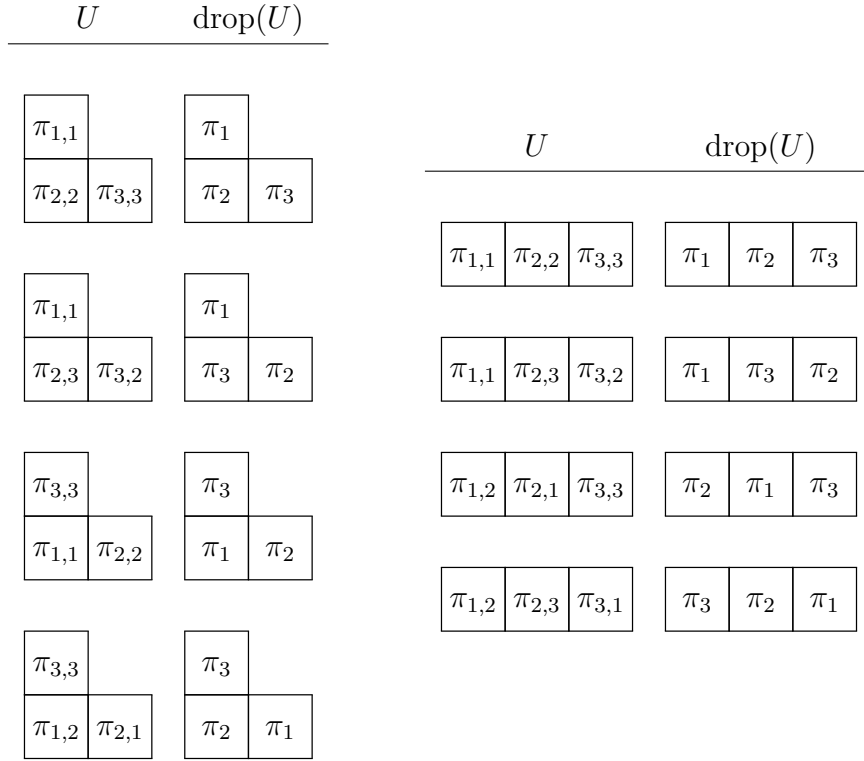 U drop(U)
π₁,₁ π₁
π₂,₂ π₃,₃ π₂ π₃
π₁,₁ π₁
π₂,₃ π₃,₂ π₃ π₂
π₃,₃ π₃
π₁,₁ π₂,₂ π₁ π₂
π₃,₃ π₃
π₁,₂ π₂,₁ π₂ π₁
U drop(U)
π₁,₁ π₂,₂ π₃,₃ π₁ π₂ π₃
π₁,₁ π₂,₃ π₃,₂ π₁ π₃ π₂
π₁,₂ π₂,₁ π₃,₃ π₂ π₁ π₃
π₁,₂ π₂,₃ π₃,₁ π₃ π₂ π₁